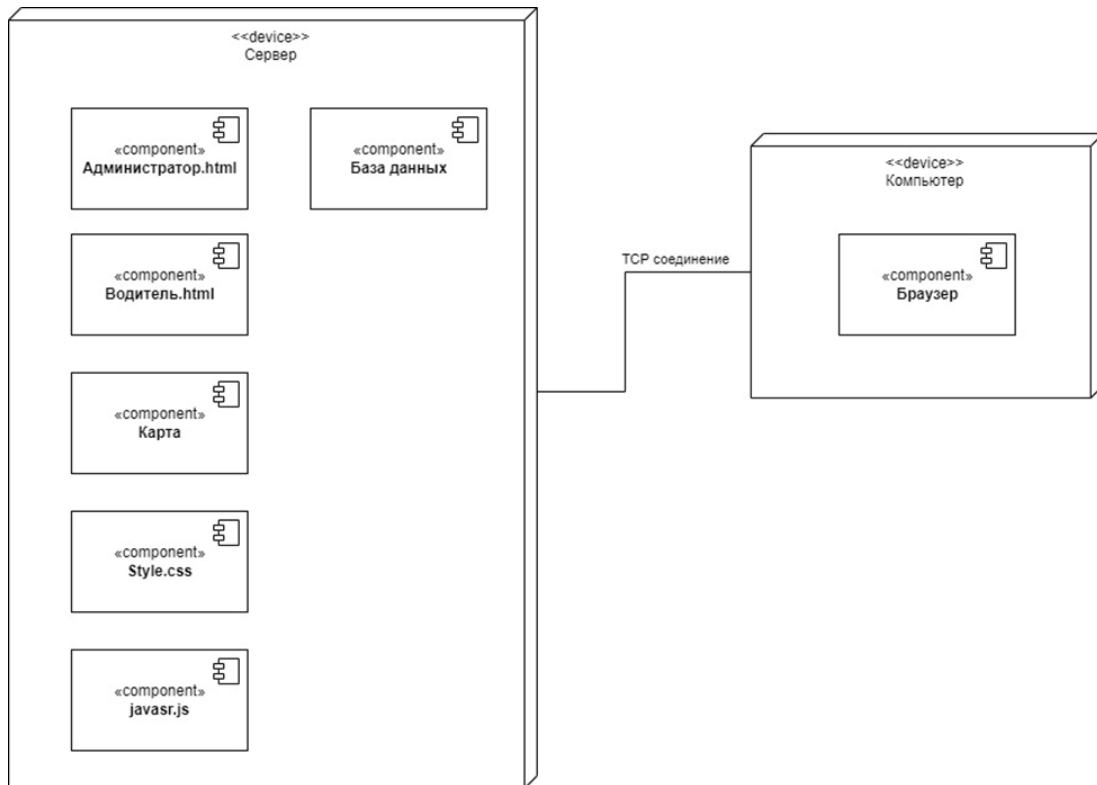 <<device>>
Сервер
«component»
Администратор.html
«component»
База данных
«component»
Водитель.html
«component»
Карта
«component»
Style.css
«component»
javasr.js
TCP соединение
<<device>>
Компьютер
«component»
Браузер